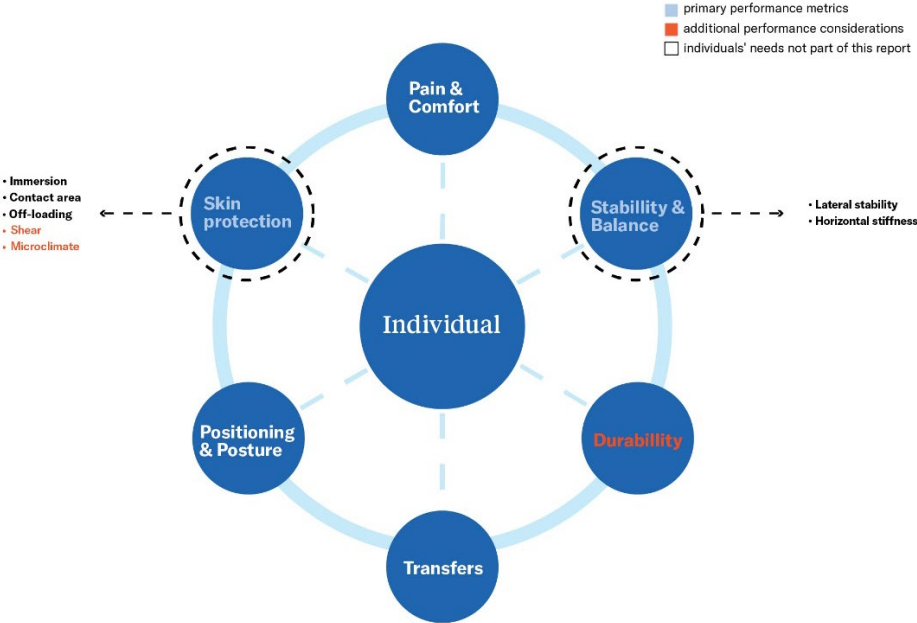 primary performance metrics
additional performance considerations
individuals' needs not part of this report
Pain &
Comfort
• Immersion
• Contact area
• Off-loading
• Shear
• Microclimate
Skin
protection
Stabillity &
Balance
• Lateral stability
• Horizontal stiffness
Individual
Positioning
& Posture
Durabillity
Transfers